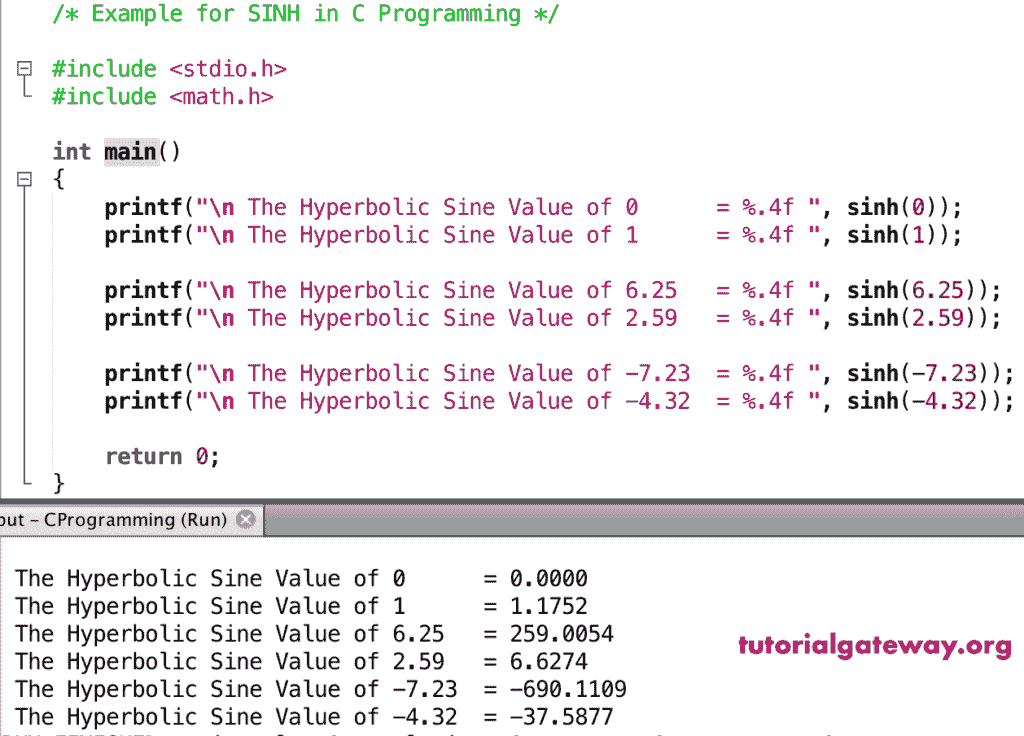 /* Example for SINH in C Programming */
#include <stdio.h>
#include <math.h>
int main()
{
printf("\n The Hyperbolic Sine Value of 0      = %.4f ", sinh(0));
printf("\n The Hyperbolic Sine Value of 1      = %.4f ", sinh(1));
printf("\n The Hyperbolic Sine Value of 6.25   = %.4f ", sinh(6.25));
printf("\n The Hyperbolic Sine Value of 2.59   = %.4f ", sinh(2.59));
printf("\n The Hyperbolic Sine Value of -7.23  = %.4f ", sinh(-7.23));
printf("\n The Hyperbolic Sine Value of -4.32  = %.4f ", sinh(-4.32));
return 0;
}
out - CProgramming (Run)
The Hyperbolic Sine Value of 0      = 0.0000
The Hyperbolic Sine Value of 1      = 1.1752
The Hyperbolic Sine Value of 6.25   = 259.0054
The Hyperbolic Sine Value of 2.59   = 6.6274
The Hyperbolic Sine Value of -7.23  = -690.1109
The Hyperbolic Sine Value of -4.32  = -37.5877
tutorialgateway.org